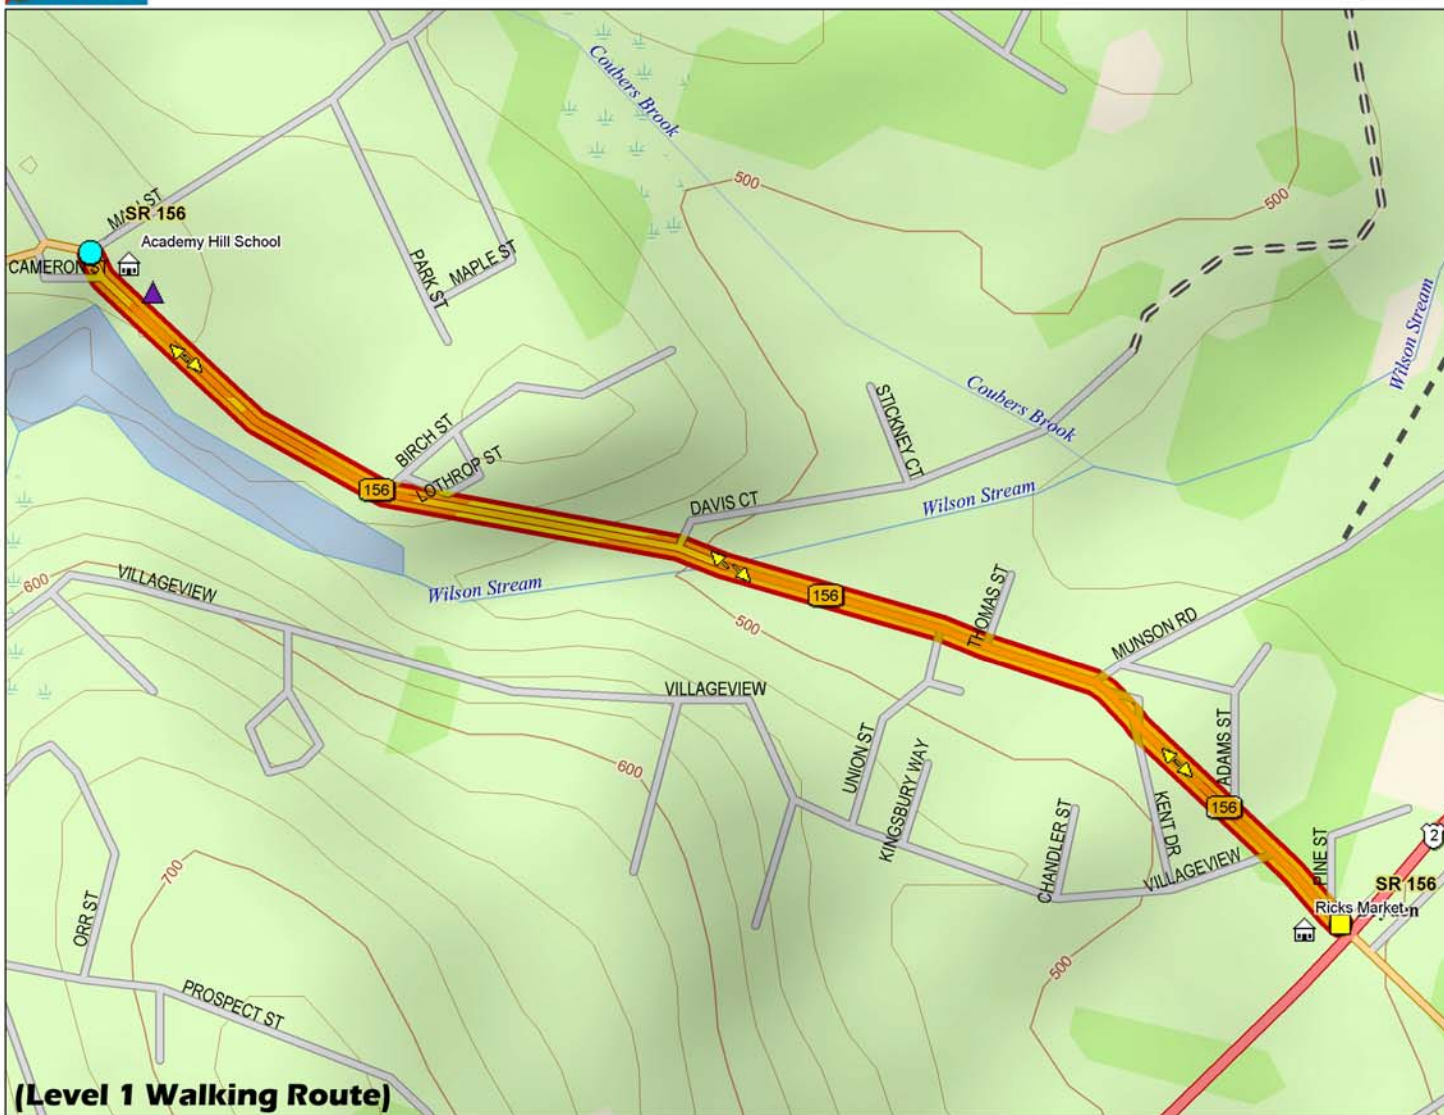 Coubers Brook
500
500
MAIN ST
SR 156
Academy Hill School
CAMERON ST
PARK ST
MAPLE ST
Wilson Stream
Coubers Brook
STICKNEY CT
BIRCH ST
LOTHROP ST
156
DAVIS CT
Wilson Stream
600
VILLAGEVIEW
Wilson Stream
156
500
THOMAS ST
MUNSON RD
VILLAGEVIEW
UNION ST
KINGSBURY WAY
ADAMS ST
600
156
KENT DR
CHANDLER ST
VILLAGEVIEW
PINE ST
2
SR 156
Ricks Market
700
ORR ST
500
PROSPECT ST
(Level 1 Walking Route)